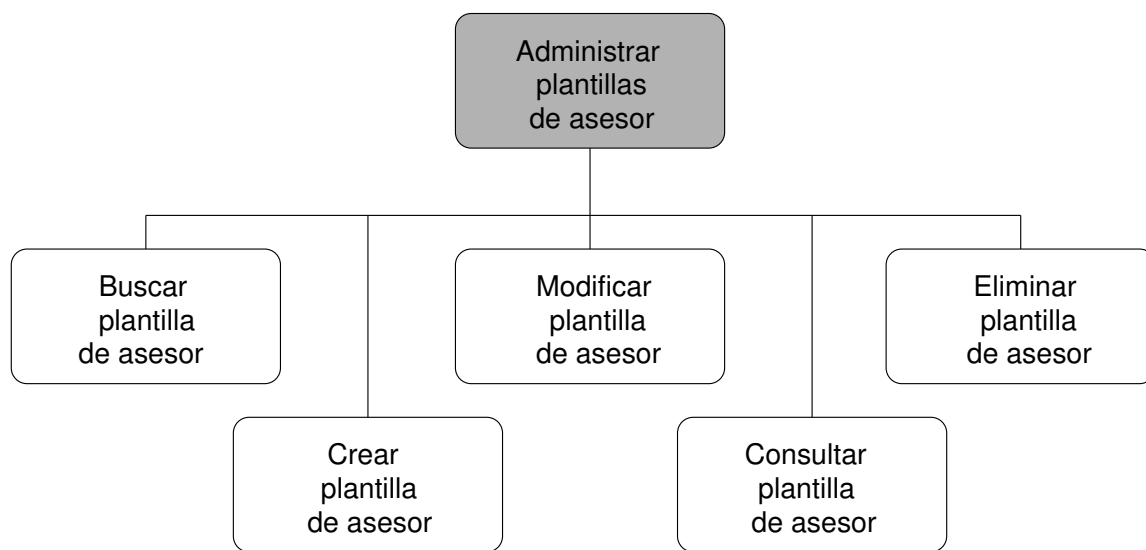 Administrar
plantillas
de asesor
Buscar
plantilla
de asesor
Modificar
plantilla
de asesor
Eliminar
plantilla
de asesor
Crear
plantilla
de asesor
Consultar
plantilla
de asesor